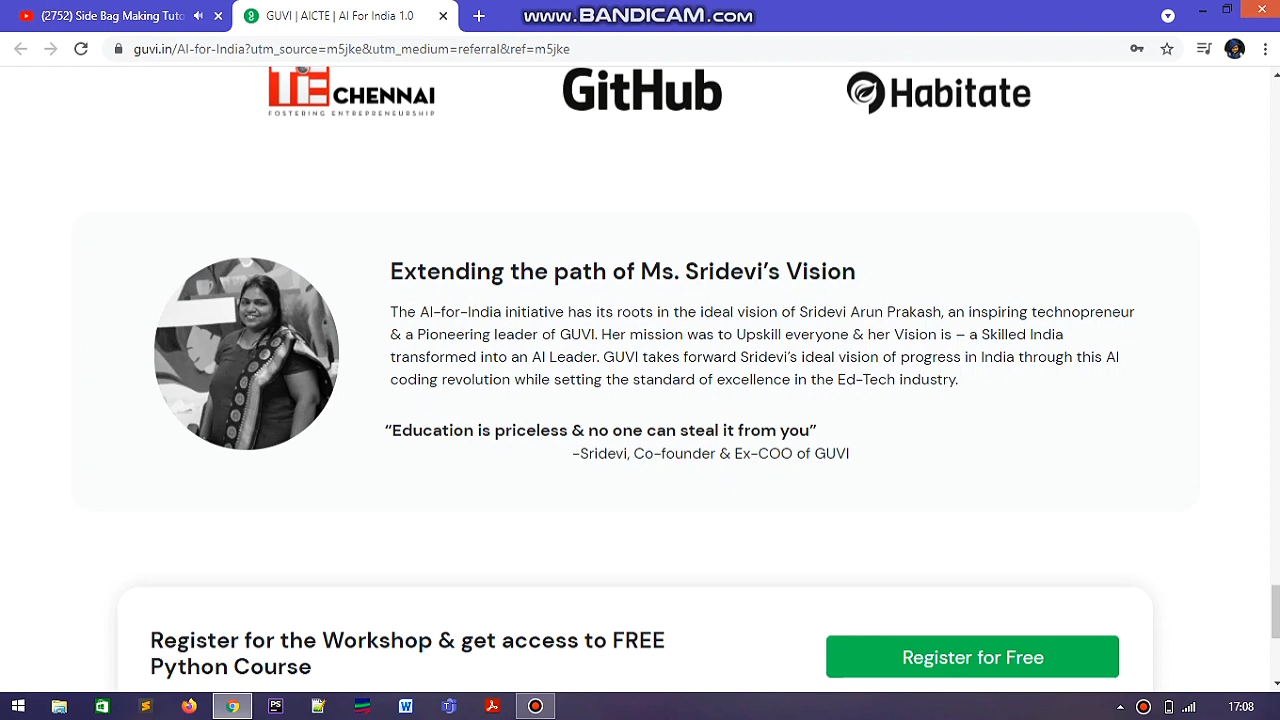 (2752) Side Bag Making Tuto
GUVI | AICTE | AI For India 1.0
www.BANDICAM.com
guvi.in/AI-for-India?utm_source=m5jke&utm_medium=referral&ref=m5jke
TiE CHENNAI
FOSTERING ENTREPRENEURSHIP
GitHub
Habitate
Extending the path of Ms. Sridevi's Vision
The AI-for-India initiative has its roots in the ideal vision of Sridevi Arun Prakash, an inspiring technopreneur
& a Pioneering leader of GUVI. Her mission was to Upskill everyone & her Vision is – a Skilled India
transformed into an AI Leader. GUVI takes forward Sridevi's ideal vision of progress in India through this AI
coding revolution while setting the standard of excellence in the Ed-Tech industry.
“Education is priceless & no one can steal it from you”
-Sridevi, Co-founder & Ex-COO of GUVI
Register for the Workshop & get access to FREE
Python Course
Register for Free
17:08